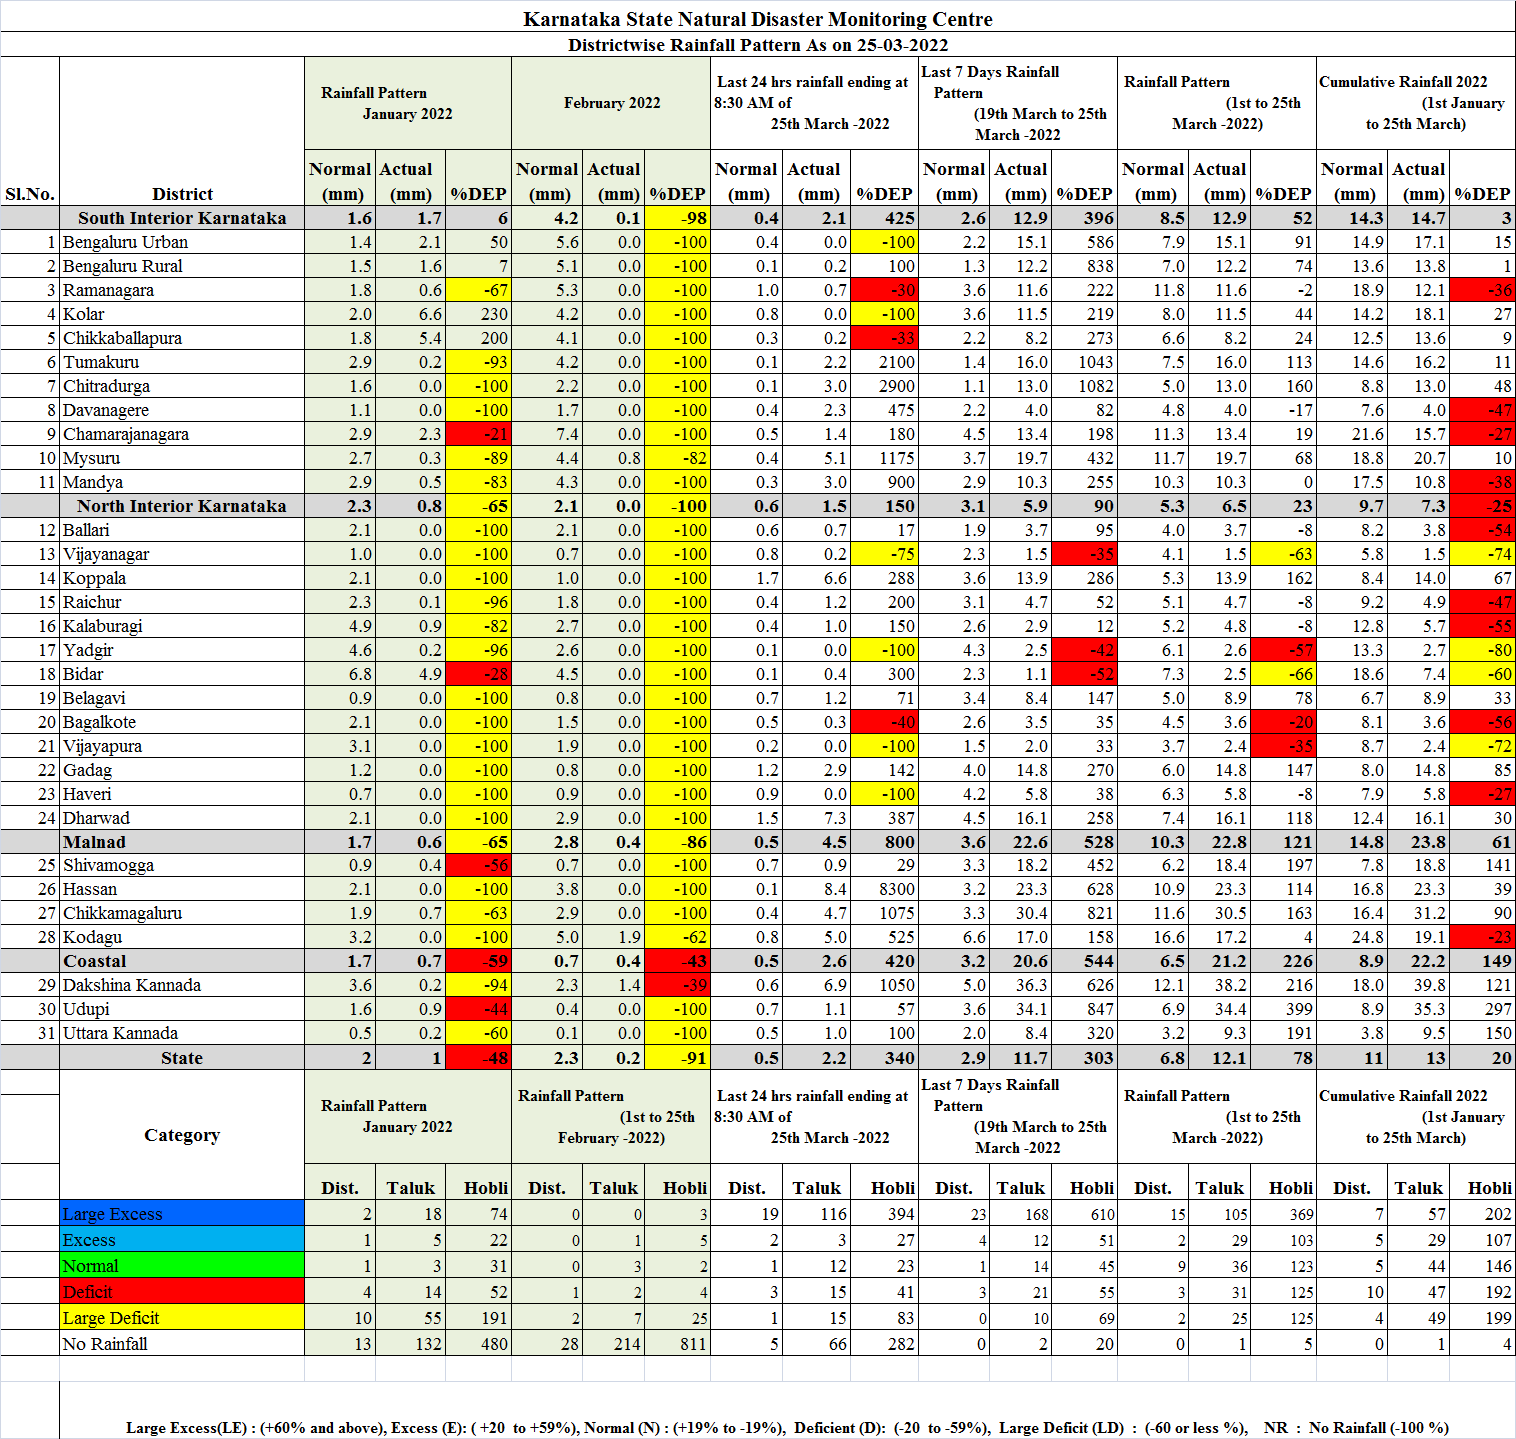 Karnataka State Natural Disaster Monitoring Centre
Districtwise Rainfall Pattern As on 25-03-2022
Sl.No. District Rainfall Pattern January 2022 February 2022 Last 24 hrs rainfall ending at 8:30 AM of 25th March -2022 Last 7 Days Rainfall Pattern (19th March to 25th March -2022 Rainfall Pattern (1st to 25th March -2022) Cumulative Rainfall 2022 (1st January to 25th March)
Normal (mm) Actual (mm) %DEP Normal (mm) Actual (mm) %DEP Normal (mm) Actual (mm) %DEP Normal (mm) Actual (mm) %DEP Normal (mm) Actual (mm) %DEP Normal (mm) Actual (mm) %DEP
South Interior Karnataka 1.6 1.7 6 4.2 0.1 -98 0.4 2.1 425 2.6 12.9 396 8.5 12.9 52 14.3 14.7 3
1 Bengaluru Urban 1.4 2.1 50 5.6 0.0 -100 0.4 0.0 -100 2.2 15.1 586 7.9 15.1 91 14.9 17.1 15
2 Bengaluru Rural 1.5 1.6 7 5.1 0.0 -100 0.1 0.2 100 1.3 12.2 838 7.0 12.2 74 13.6 13.8 1
3 Ramanagara 1.8 0.6 -67 5.3 0.0 -100 1.0 0.7 -30 3.6 11.6 222 11.8 11.6 -2 18.9 12.1 -36
4 Kolar 2.0 6.6 230 4.2 0.0 -100 0.8 0.0 -100 3.6 11.5 219 8.0 11.5 44 14.2 18.1 27
5 Chikkaballapura 1.8 5.4 200 4.1 0.0 -100 0.3 0.2 -33 2.2 8.2 273 6.6 8.2 24 12.5 13.6 9
6 Tumakuru 2.9 0.2 -93 4.2 0.0 -100 0.1 2.2 2100 1.4 16.0 1043 7.5 16.0 113 14.6 16.2 11
7 Chitradurga 1.6 0.0 -100 2.2 0.0 -100 0.1 3.0 2900 1.1 13.0 1082 5.0 13.0 160 8.8 13.0 48
8 Davanagere 1.1 0.0 -100 1.7 0.0 -100 0.4 2.3 475 2.2 4.0 82 4.8 4.0 -17 7.6 4.0 -47
9 Chamarajanagara 2.9 2.3 -21 7.4 0.0 -100 0.5 1.4 180 4.5 13.4 198 11.3 13.4 19 21.6 15.7 -27
10 Mysuru 2.7 0.3 -89 4.4 0.8 -82 0.4 5.1 1175 3.7 19.7 432 11.7 19.7 68 18.8 20.7 10
11 Mandya 2.9 0.5 -83 4.3 0.0 -100 0.3 3.0 900 2.9 10.3 255 10.3 10.3 0 17.5 10.8 -38
North Interior Karnataka 2.3 0.8 -65 2.1 0.0 -100 0.6 1.5 150 3.1 5.9 90 5.3 6.5 23 9.7 7.3 -25
12 Ballari 2.1 0.0 -100 2.1 0.0 -100 0.6 0.7 17 1.9 3.7 95 4.0 3.7 -8 8.2 3.8 -54
13 Vijayanagar 1.0 0.0 -100 0.7 0.0 -100 0.8 0.2 -75 2.3 1.5 -35 4.1 1.5 -63 5.8 1.5 -74
14 Koppala 2.1 0.0 -100 1.0 0.0 -100 1.7 6.6 288 3.6 13.9 286 5.3 13.9 162 8.4 14.0 67
15 Raichur 2.3 0.1 -96 1.8 0.0 -100 0.4 1.2 200 3.1 4.7 52 5.1 4.7 -8 9.2 4.9 -47
16 Kalaburagi 4.9 0.9 -82 2.7 0.0 -100 0.4 1.0 150 2.6 2.9 12 5.2 4.8 -8 12.8 5.7 -55
17 Yadgir 4.6 0.2 -96 2.6 0.0 -100 0.1 0.0 -100 4.3 2.5 -42 6.1 2.6 -57 13.3 2.7 -80
18 Bidar 6.8 4.9 -28 4.5 0.0 -100 0.1 0.4 300 2.3 1.1 -52 7.3 2.5 -66 18.6 7.4 -60
19 Belagavi 0.9 0.0 -100 0.8 0.0 -100 0.7 1.2 71 3.4 8.4 147 5.0 8.9 78 6.7 8.9 33
20 Bagalkote 2.1 0.0 -100 1.5 0.0 -100 0.5 0.3 -40 2.6 3.5 35 4.5 3.6 -20 8.1 3.6 -56
21 Vijayapura 3.1 0.0 -100 1.9 0.0 -100 0.2 0.0 -100 1.5 2.0 33 3.7 2.4 -35 8.7 2.4 -72
22 Gadag 1.2 0.0 -100 0.8 0.0 -100 1.2 2.9 142 4.0 14.8 270 6.0 14.8 147 8.0 14.8 85
23 Haveri 0.7 0.0 -100 0.9 0.0 -100 0.9 0.0 -100 4.2 5.8 38 6.3 5.8 -8 7.9 5.8 -27
24 Dharwad 2.1 0.0 -100 2.9 0.0 -100 1.5 7.3 387 4.5 16.1 258 7.4 16.1 118 12.4 16.1 30
Malnad 1.7 0.6 -65 2.8 0.4 -86 0.5 4.5 800 3.6 22.6 528 10.3 22.8 121 14.8 23.8 61
25 Shivamogga 0.9 0.4 -56 0.7 0.0 -100 0.7 0.9 29 3.3 18.2 452 6.2 18.4 197 7.8 18.8 141
26 Hassan 2.1 0.0 -100 3.8 0.0 -100 0.1 8.4 8300 3.2 23.3 628 10.9 23.3 114 16.8 23.3 39
27 Chikkamagaluru 1.9 0.7 -63 2.9 0.0 -100 0.4 4.7 1075 3.3 30.4 821 11.6 30.5 163 16.4 31.2 90
28 Kodagu 3.2 0.0 -100 5.0 1.9 -62 0.8 5.0 525 6.6 17.0 158 16.6 17.2 4 24.8 19.1 -23
Coastal 1.7 0.7 -59 0.7 0.4 -43 0.5 2.6 420 3.2 20.6 544 6.5 21.2 226 8.9 22.2 149
29 Dakshina Kannada 3.6 0.2 -94 2.3 1.4 -39 0.6 6.9 1050 5.0 36.3 626 12.1 38.2 216 18.0 39.8 121
30 Udupi 1.6 0.9 -44 0.4 0.0 -100 0.7 1.1 57 3.6 34.1 847 6.9 34.4 399 8.9 35.3 297
31 Uttara Kannada 0.5 0.2 -60 0.1 0.0 -100 0.5 1.0 100 2.0 8.4 320 3.2 9.3 191 3.8 9.5 150
State 2 1 -48 2.3 0.2 -91 0.5 2.2 340 2.9 11.7 303 6.8 12.1 78 11 13 20
Category Rainfall Pattern January 2022 Rainfall Pattern (1st to 25th February -2022) Last 24 hrs rainfall ending at 8:30 AM of 25th March -2022 Last 7 Days Rainfall Pattern (19th March to 25th March -2022 Rainfall Pattern (1st to 25th March -2022) Cumulative Rainfall 2022 (1st January to 25th March)
Dist. Taluk Hobli Dist. Taluk Hobli Dist. Taluk Hobli Dist. Taluk Hobli Dist. Taluk Hobli Dist. Taluk Hobli
Large Excess 2 18 74 0 0 3 19 116 394 23 168 610 15 105 369 7 57 202
Excess 1 5 22 0 1 5 2 3 27 4 12 51 2 29 103 5 29 107
Normal 1 3 31 0 3 2 1 12 23 1 14 45 9 36 123 5 44 146
Deficit 4 14 52 1 2 4 3 15 41 3 21 55 3 31 125 10 47 192
Large Deficit 10 55 191 2 7 25 1 15 83 0 10 69 2 25 125 4 49 199
No Rainfall 13 132 480 28 214 811 5 66 282 0 2 20 0 1 5 0 1 4
Large Excess(LE) : (+60% and above), Excess (E): ( +20 to +59%), Normal (N) : (+19% to -19%), Deficient (D): (-20 to -59%), Large Deficit (LD) : (-60 or less %), NR : No Rainfall (-100 %)